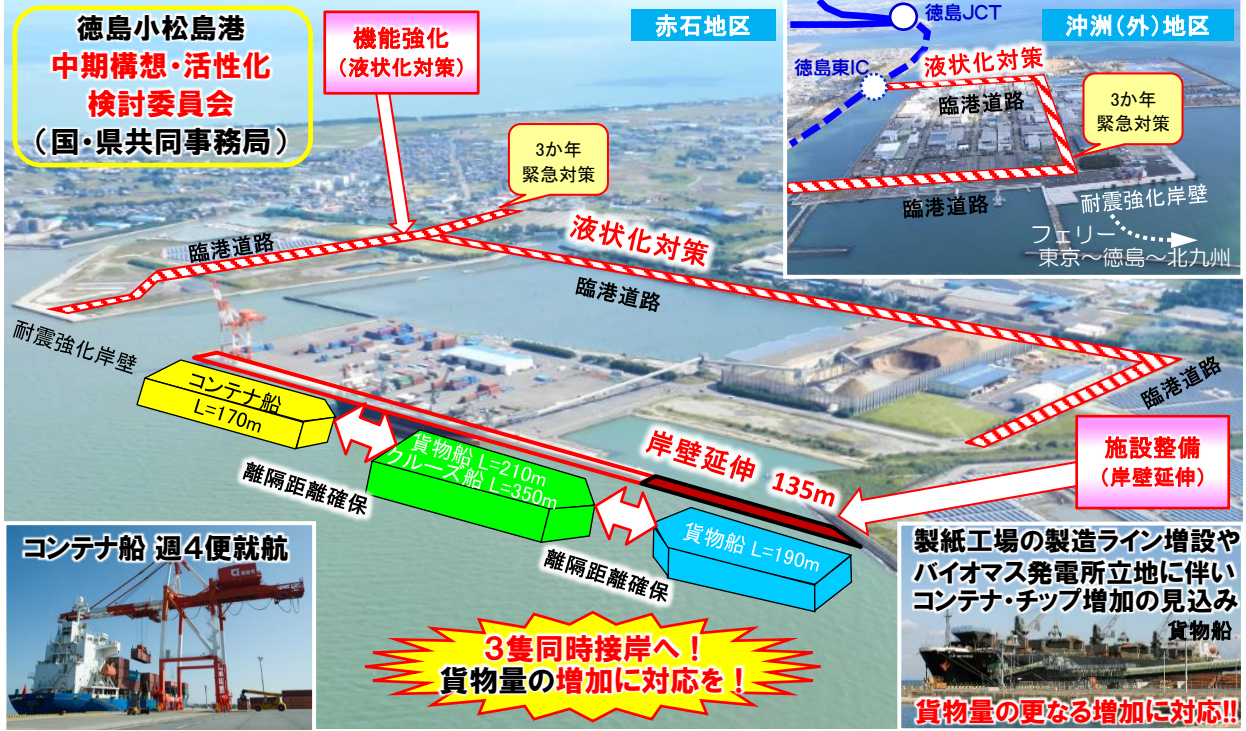 徳島小松島港
中期構想・活性化
検討委員会
（国・県共同事務局）
機能強化
（液状化対策）
赤石地区
3か年
緊急対策
臨港道路
液状化対策
臨港道路
臨港道路
耐震強化岸壁
コンテナ船
L=170m
離隔距離確保
貨物船 L=210m
クルーズ船 L=350m
離隔距離確保
貨物船 L=190m
岸壁延伸 135m
施設整備
（岸壁延伸）
沖洲（外）地区
徳島JCT
徳島東IC
液状化対策
臨港道路
3か年
緊急対策
臨港道路
耐震強化岸壁
フェリー
東京～徳島～北九州
コンテナ船 週４便就航
３隻同時接岸へ！
貨物量の増加に対応を！
製紙工場の製造ライン増設や
バイオマス発電所立地に伴い
コンテナ・チップ増加の見込み
貨物船
貨物量の更なる増加に対応!!